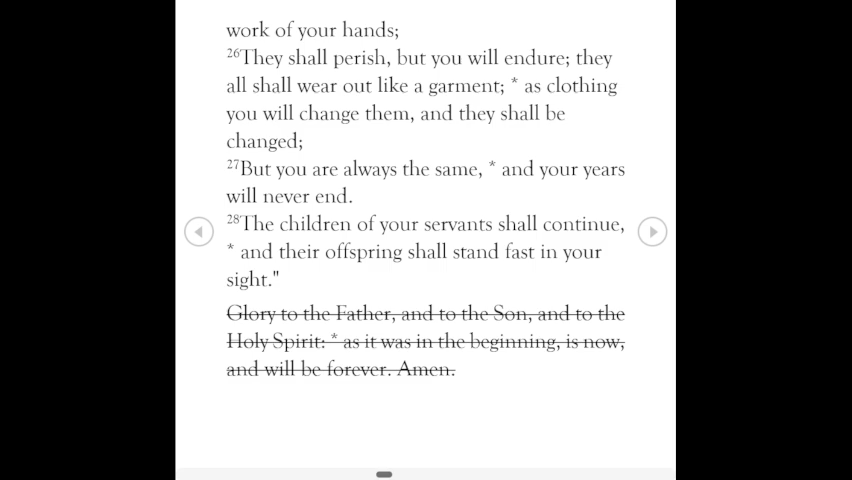 work of your hands;
²⁶They shall perish, but you will endure; they
all shall wear out like a garment; * as clothing
you will change them, and they shall be
changed;
²⁷But you are always the same, * and your years
will never end.
²⁸The children of your servants shall continue,
* and their offspring shall stand fast in your
sight."
Glory to the Father, and to the Son, and to the
Holy Spirit: * as it was in the beginning, is now,
and will be forever. Amen.